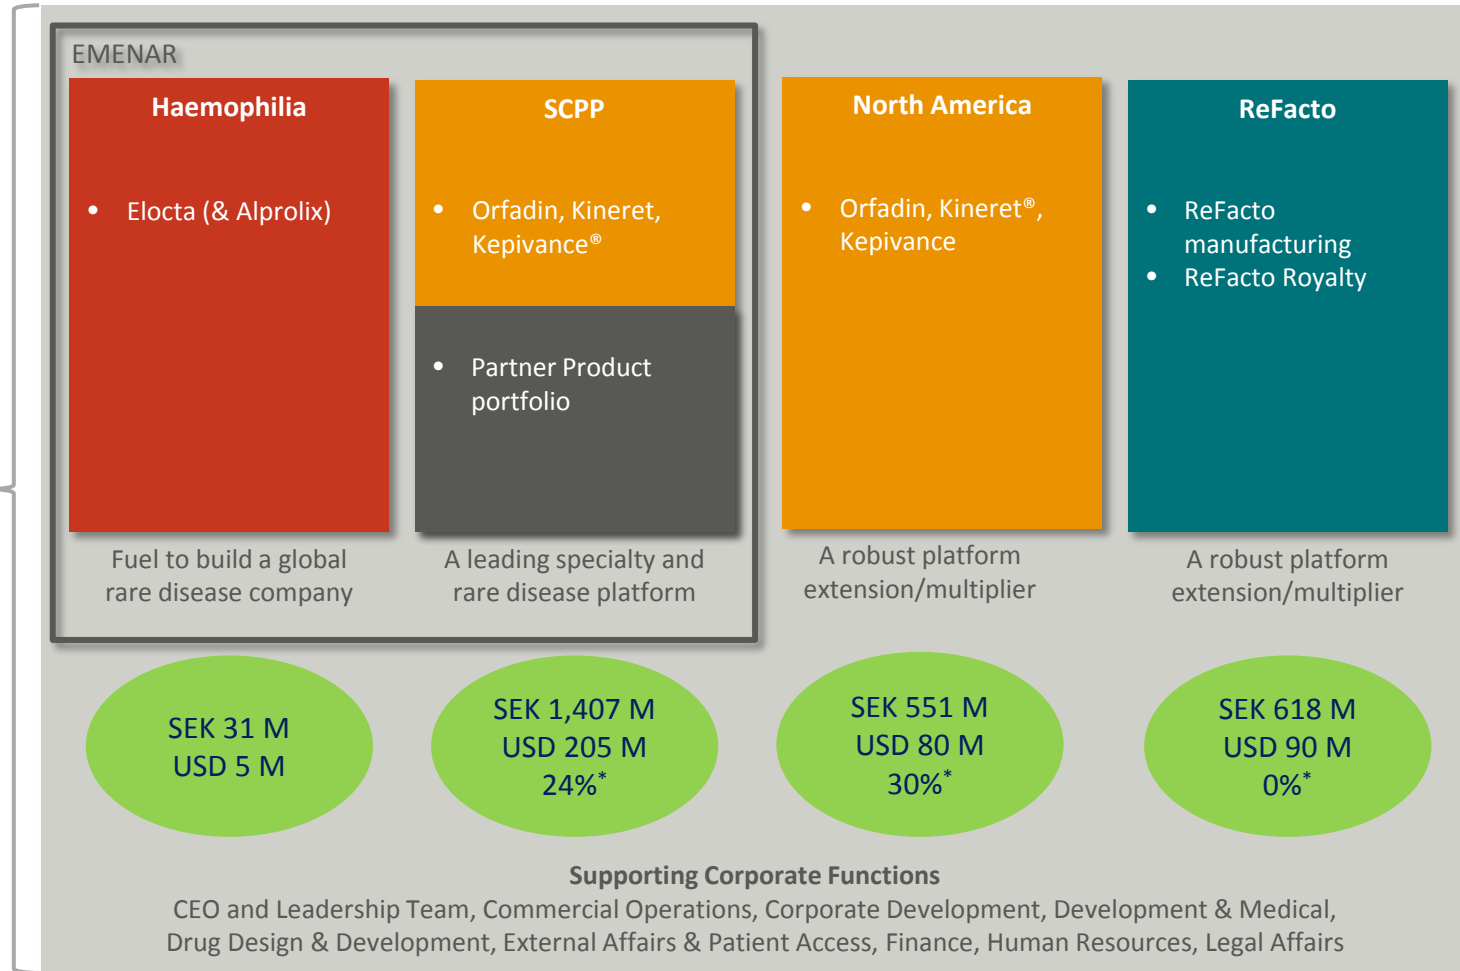 EMENAR
Haemophilia
• Elocta (& Alprolix)
Fuel to build a global
rare disease company
SCPP
• Orfadin, Kineret,
Kepivance®
• Partner Product
portfolio
A leading specialty and
rare disease platform
North America
• Orfadin, Kineret®,
Kepivance
A robust platform
extension/multiplier
ReFacto
• ReFacto
manufacturing
• ReFacto Royalty
A robust platform
extension/multiplier
SEK 31 M
USD 5 M
SEK 1,407 M
USD 205 M
24%*
SEK 551 M
USD 80 M
30%*
SEK 618 M
USD 90 M
0%*
Supporting Corporate Functions
CEO and Leadership Team, Commercial Operations, Corporate Development, Development & Medical,
Drug Design & Development, External Affairs & Patient Access, Finance, Human Resources, Legal Affairs